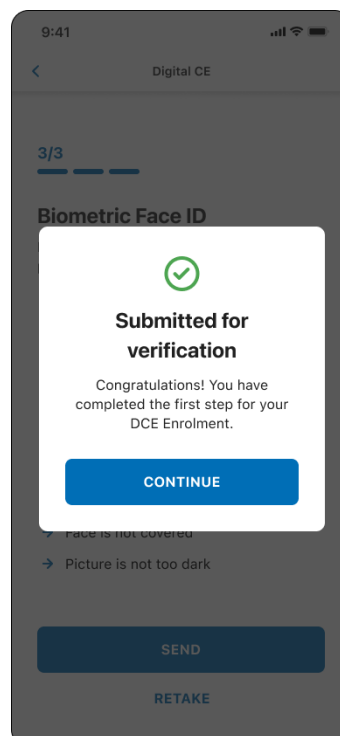 9:41
Digital CE
3/3
Biometric Face ID
Submitted for
verification
Congratulations! You have
completed the first step for your
DCE Enrolment.
CONTINUE
Face is not covered
Picture is not too dark
SEND
RETAKE